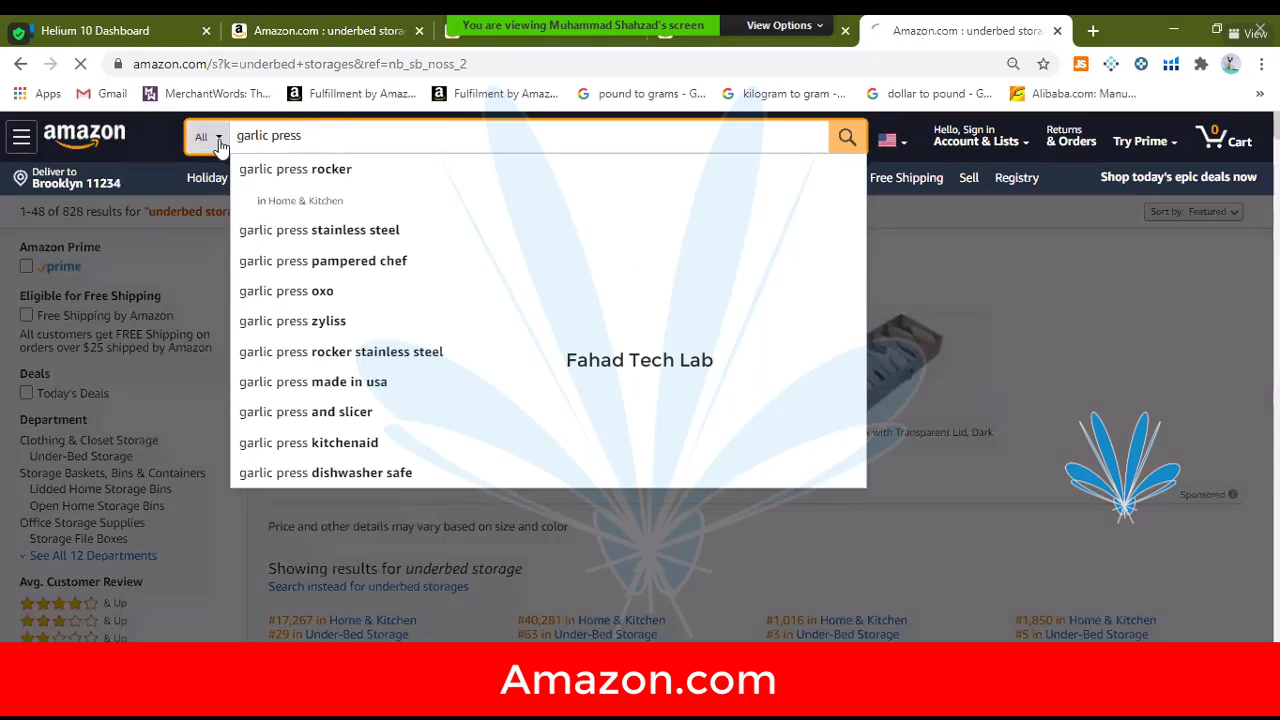 You are viewing Muhammad Shahzad's screen
View Options
View
Helium 10 Dashboard
Amazon.com : underbed stora
Amazon.com : underbed stora
amazon.com/s?k=underbed+storages&ref=nb_sb_noss_2
Apps
Gmail
MerchantWords: Th...
Fulfillment by Amaz...
Fulfillment by Amaz...
pound to grams - G...
kilogram to gram -...
dollar to pound - G...
Alibaba.com: Manu...
amazon
All
garlic press
Hello, Sign in
Account & Lists
Returns
& Orders
Try Prime
0
Cart
Deliver to
Brooklyn 11234
Holiday
Free Shipping
Sell
Registry
Shop today's epic deals now
1-48 of 828 results for "underbed stora
Sort by: Featured
garlic press rocker
in Home & Kitchen
garlic press stainless steel
garlic press pampered chef
garlic press oxo
garlic press zyliss
garlic press rocker stainless steel
garlic press made in usa
garlic press and slicer
garlic press kitchenaid
garlic press dishwasher safe
Amazon Prime
prime
Eligible for Free Shipping
Free Shipping by Amazon
All customers get FREE Shipping on
orders over $25 shipped by Amazon
Deals
Today's Deals
Department
Clothing & Closet Storage
Under-Bed Storage
Storage Baskets, Bins & Containers
Lidded Home Storage Bins
Open Home Storage Bins
Office Storage Supplies
Storage File Boxes
See All 12 Departments
Avg. Customer Review
& Up
& Up
& Up
Fahad Tech Lab
with Transparent Lid, Dark
Sponsored
Price and other details may vary based on size and color
Showing results for underbed storage
Search instead for underbed storages
#17,267 in Home & Kitchen
#29 in Under-Bed Storage
#40,281 in Home & Kitchen
#63 in Under-Bed Storage
#1,016 in Home & Kitchen
#3 in Under-Bed Storage
#1,850 in Home & Kitchen
#5 in Under-Bed Storage
Amazon.com